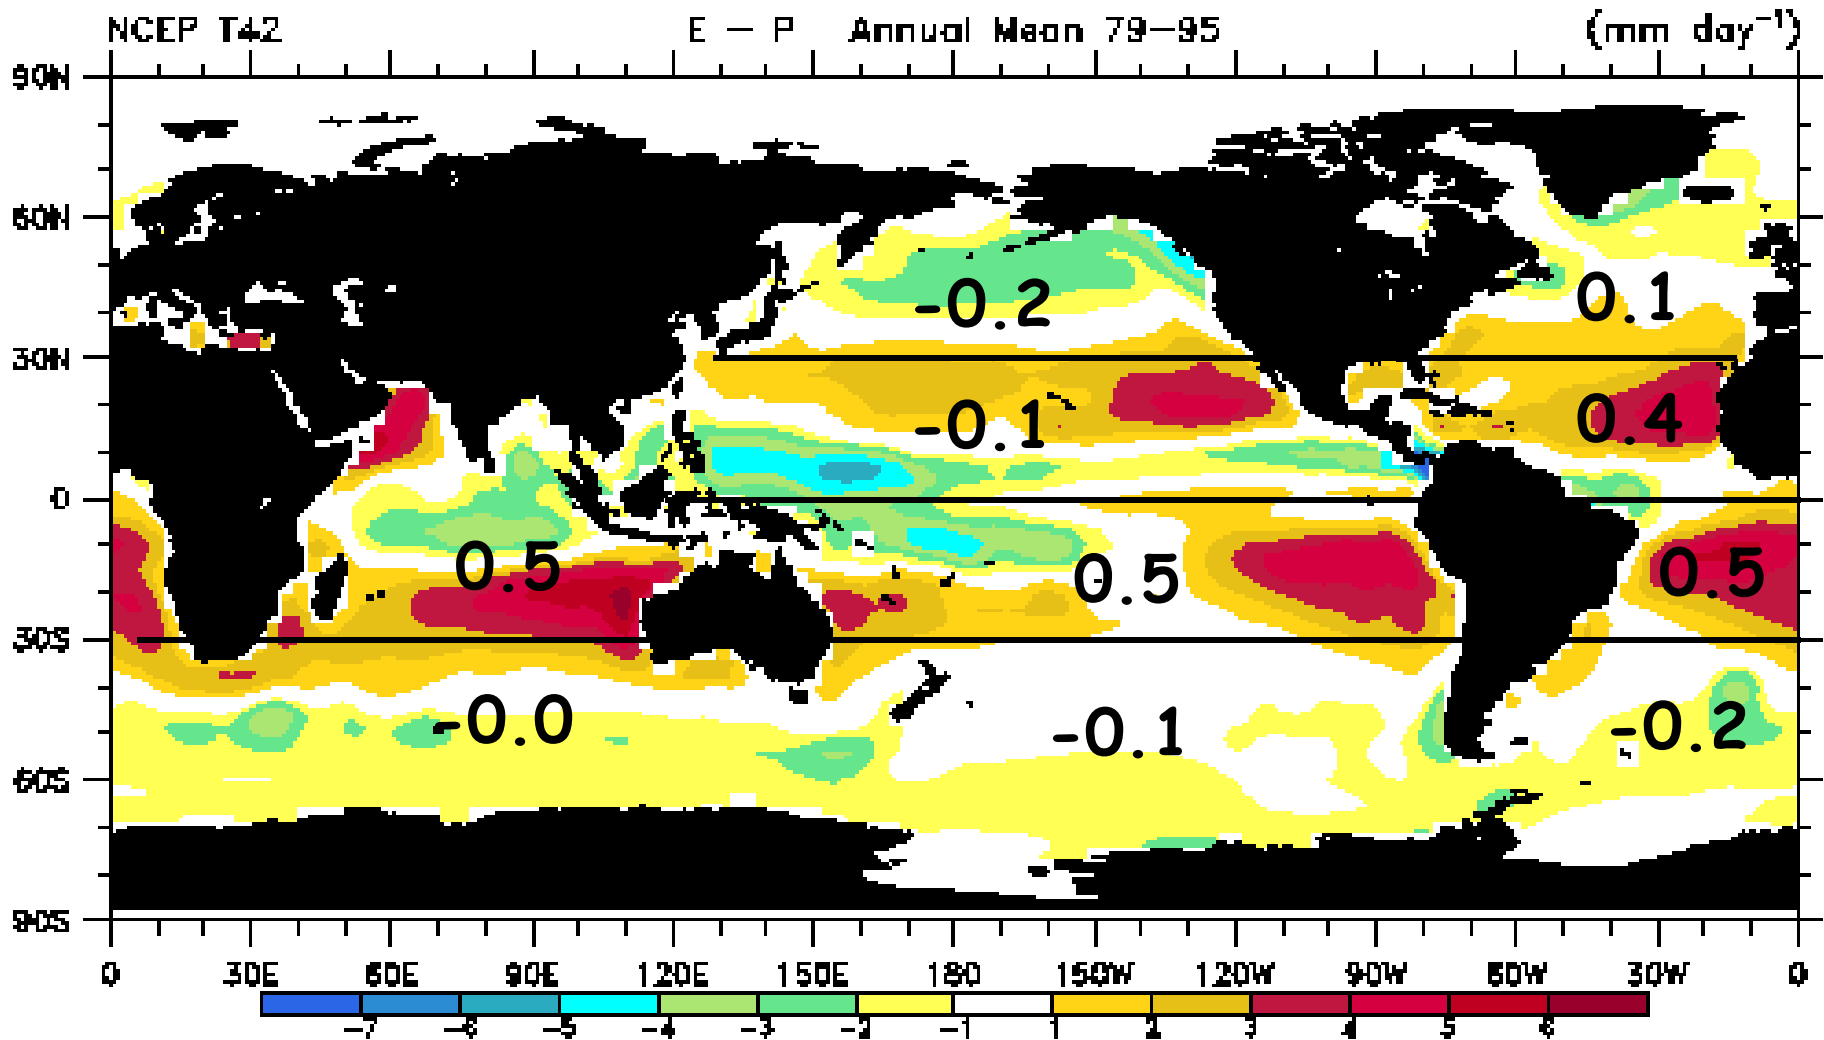 NCEP T42 E – P Annual Mean 79–95 (mm day⁻¹)
90N
60N
30N
0
30S
60S
90S
-0.2 0.1
-0.1 0.4
0.5 0.5 0.5
-0.0 -0.1 -0.2
0 30E 60E 90E 120E 150E 180 150W 120W 90W 60W 30W 0
-7 -6 -5 -4 -3 -2 -1 1 2 3 4 5 6